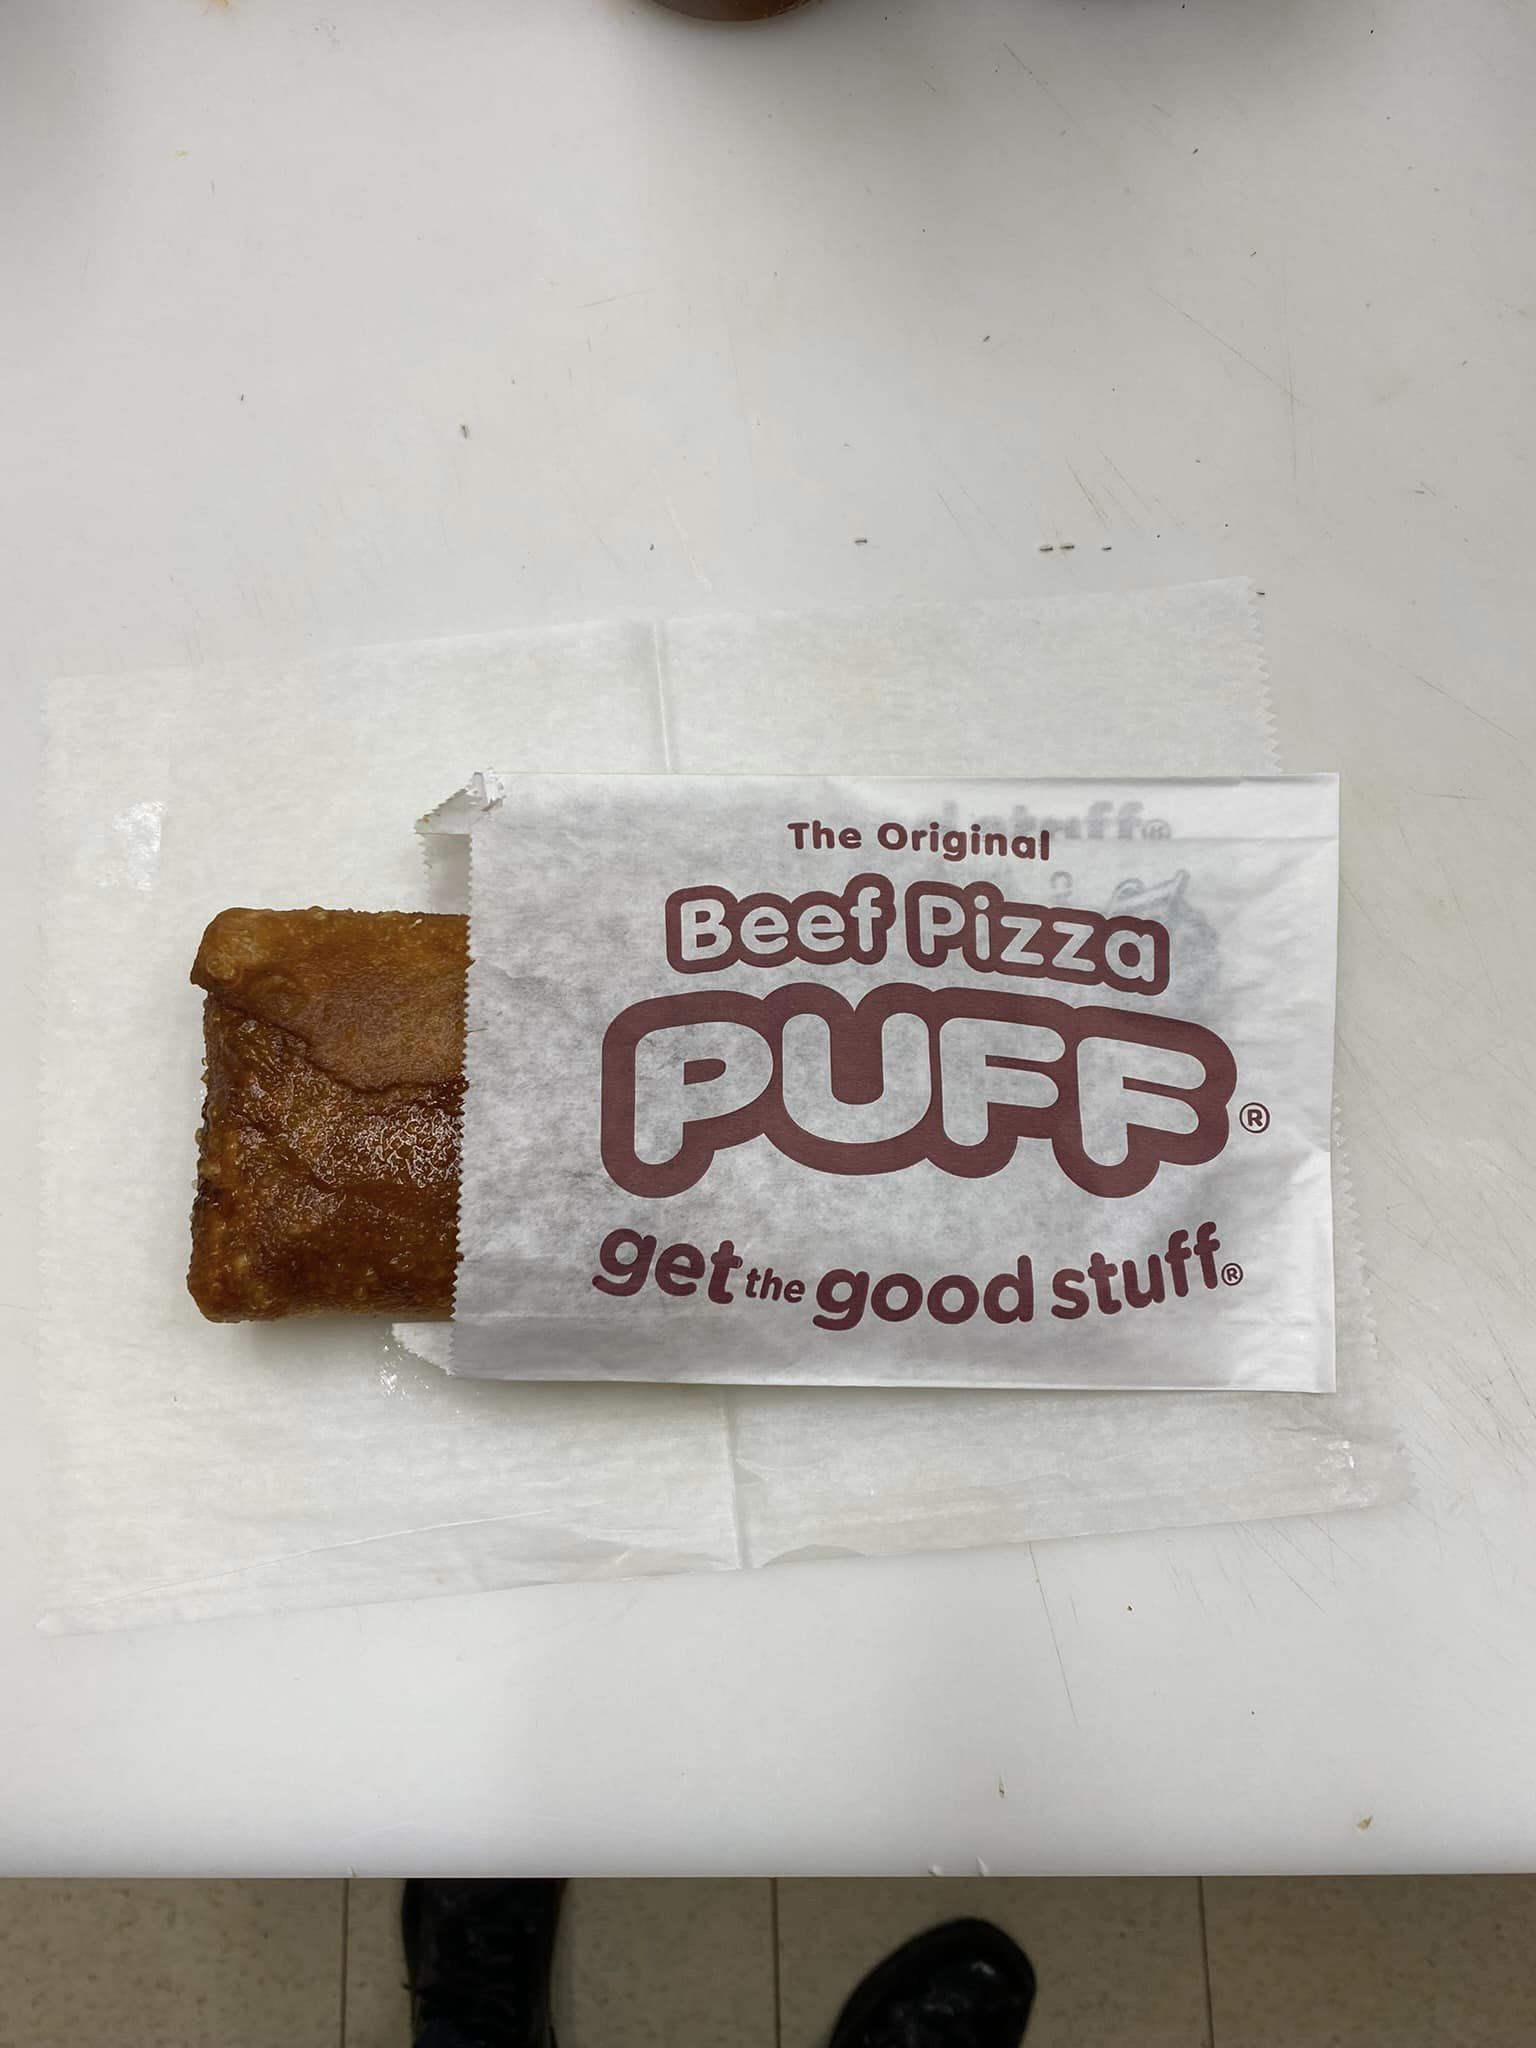 The Original
Beef Pizza
PUFF®
get the good stuff®